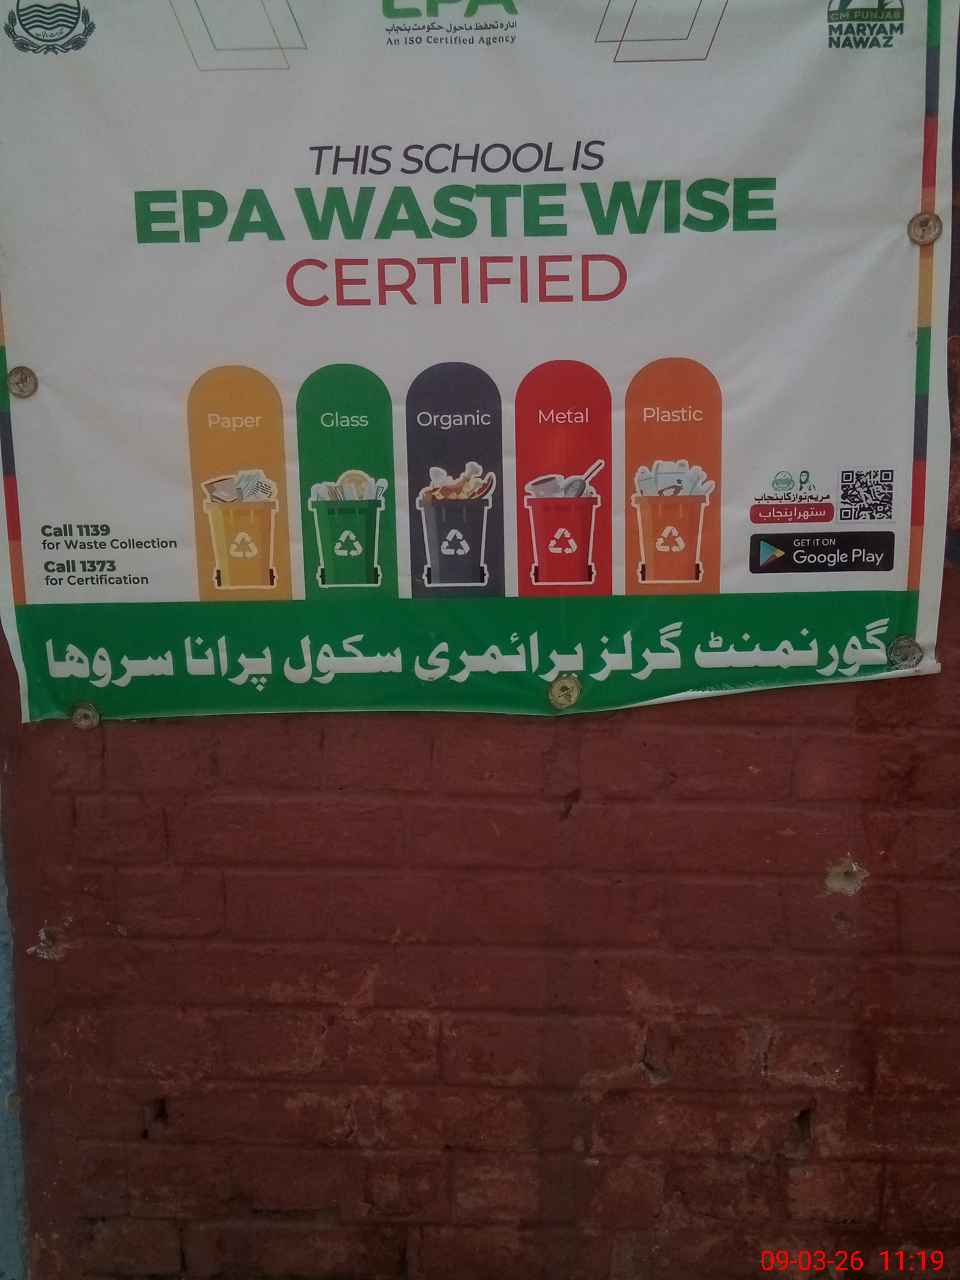 EPA
ادارہ تحفظ ماحول حکومت پنجاب
An ISO Certified Agency
CM PUNJAB
MARYAM
NAWAZ
THIS SCHOOL IS
EPA WASTE WISE
CERTIFIED
Paper
Glass
Organic
Metal
Plastic
Call 1139
for Waste Collection
Call 1373
for Certification
مریم نواز کا پنجاب
ستھرا پنجاب
GET IT ON
Google Play
گورنمنٹ گرلز پرائمری سکول پرانا سروھا
09-03-26 11:19